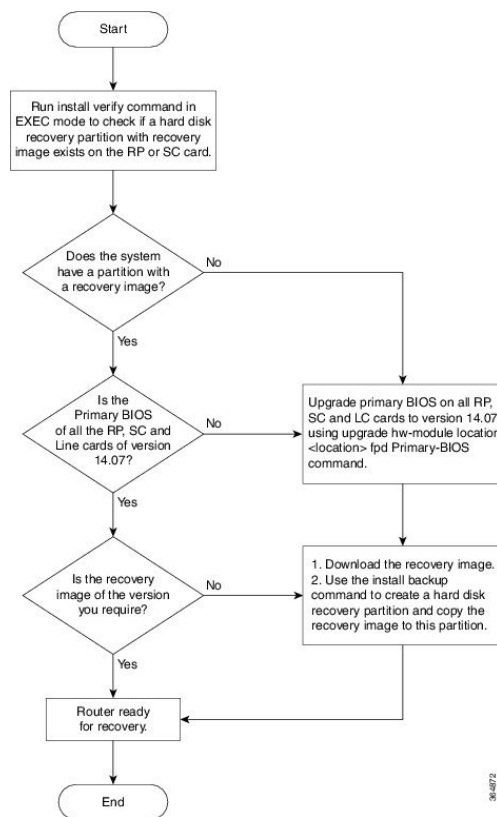 Start
Run install verify command in
EXEC mode to check if a hard disk
recovery partition with recovery
image exists on the RP or SC card.
Does the system
have a partition with
a recovery image?
No
Yes
Is the
Primary BIOS
of all the RP, SC and
Line cards of version
14.07?
No
Upgrade primary BIOS on all RP,
SC and LC cards to version 14.07
using upgrade hw-module location
<location> fpd Primary-BIOS
command.
Yes
Is the recovery
image of the version
you require?
No
1. Download the recovery image.
2. Use the install backup
command to create a hard disk
recovery partition and copy the
recovery image to this partition.
Yes
Router ready
for recovery.
End
364872